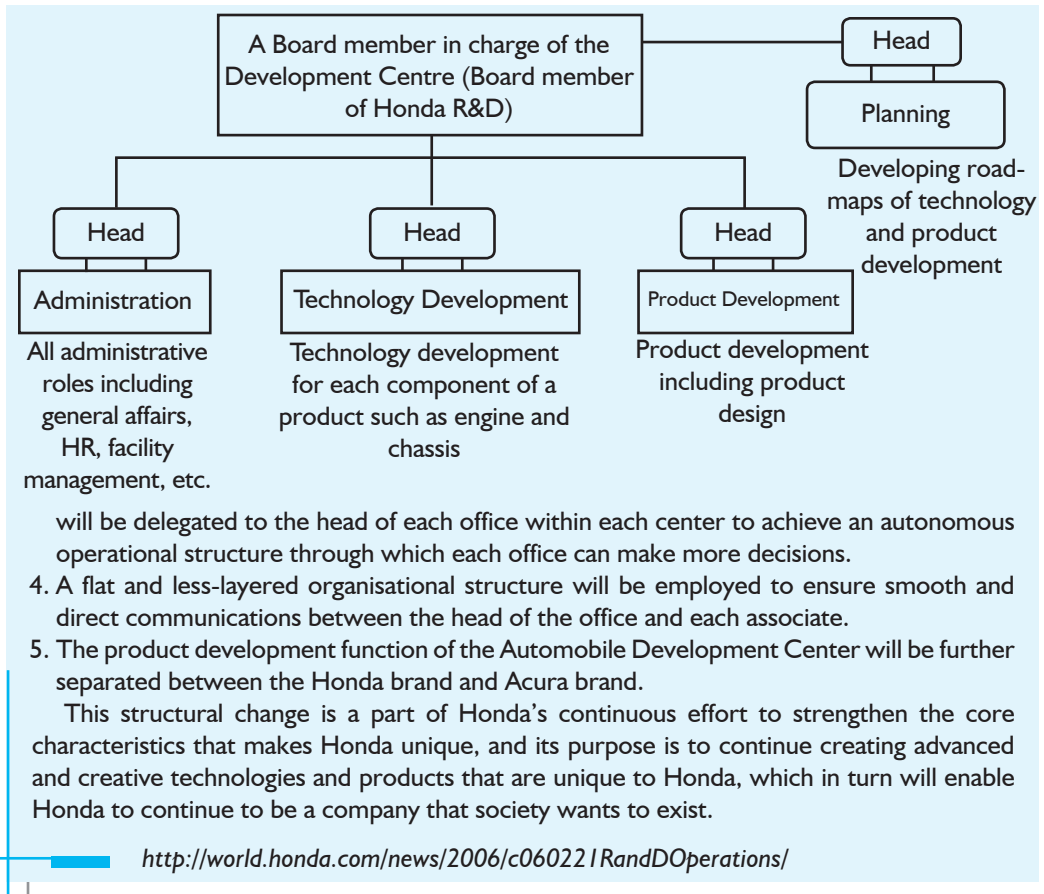 A Board member in charge of the
Development Centre (Board member
of Honda R&D)
Head
Planning
Developing road-
maps of technology
and product
development
Head
Administration
All administrative
roles including
general affairs,
HR, facility
management, etc.
Head
Technology Development
Technology development
for each component of a
product such as engine and
chassis
Head
Product Development
Product development
including product
design
will be delegated to the head of each office within each center to achieve an autonomous
operational structure through which each office can make more decisions.
4. A flat and less-layered organisational structure will be employed to ensure smooth and
direct communications between the head of the office and each associate.
5. The product development function of the Automobile Development Center will be further
separated between the Honda brand and Acura brand.
This structural change is a part of Honda's continuous effort to strengthen the core
characteristics that makes Honda unique, and its purpose is to continue creating advanced
and creative technologies and products that are unique to Honda, which in turn will enable
Honda to continue to be a company that society wants to exist.
http://world.honda.com/news/2006/c060221RandDOperations/